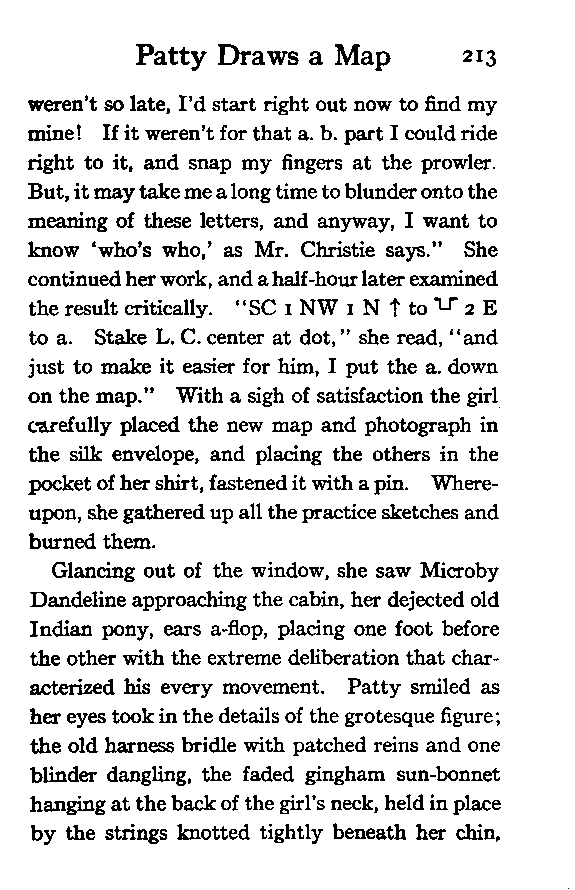 Patty Draws a Map 213
weren't so late, I'd start right out now to find my
mine! If it weren't for that a. b. part I could ride
right to it, and snap my fingers at the prowler.
But, it may take me a long time to blunder onto the
meaning of these letters, and anyway, I want to
know 'who's who,' as Mr. Christie says." She
continued her work, and a half-hour later examined
the result critically. "SC 1 NW 1 N ↑ to 2 E
to a. Stake L. C. center at dot," she read, "and
just to make it easier for him, I put the a. down
on the map." With a sigh of satisfaction the girl
carefully placed the new map and photograph in
the silk envelope, and placing the others in the
pocket of her shirt, fastened it with a pin. Where-
upon, she gathered up all the practice sketches and
burned them.
Glancing out of the window, she saw Microby
Dandeline approaching the cabin, her dejected old
Indian pony, ears a-flop, placing one foot before
the other with the extreme deliberation that char-
acterized his every movement. Patty smiled as
her eyes took in the details of the grotesque figure;
the old harness bridle with patched reins and one
blinder dangling, the faded gingham sun-bonnet
hanging at the back of the girl's neck, held in place
by the strings knotted tightly beneath her chin,